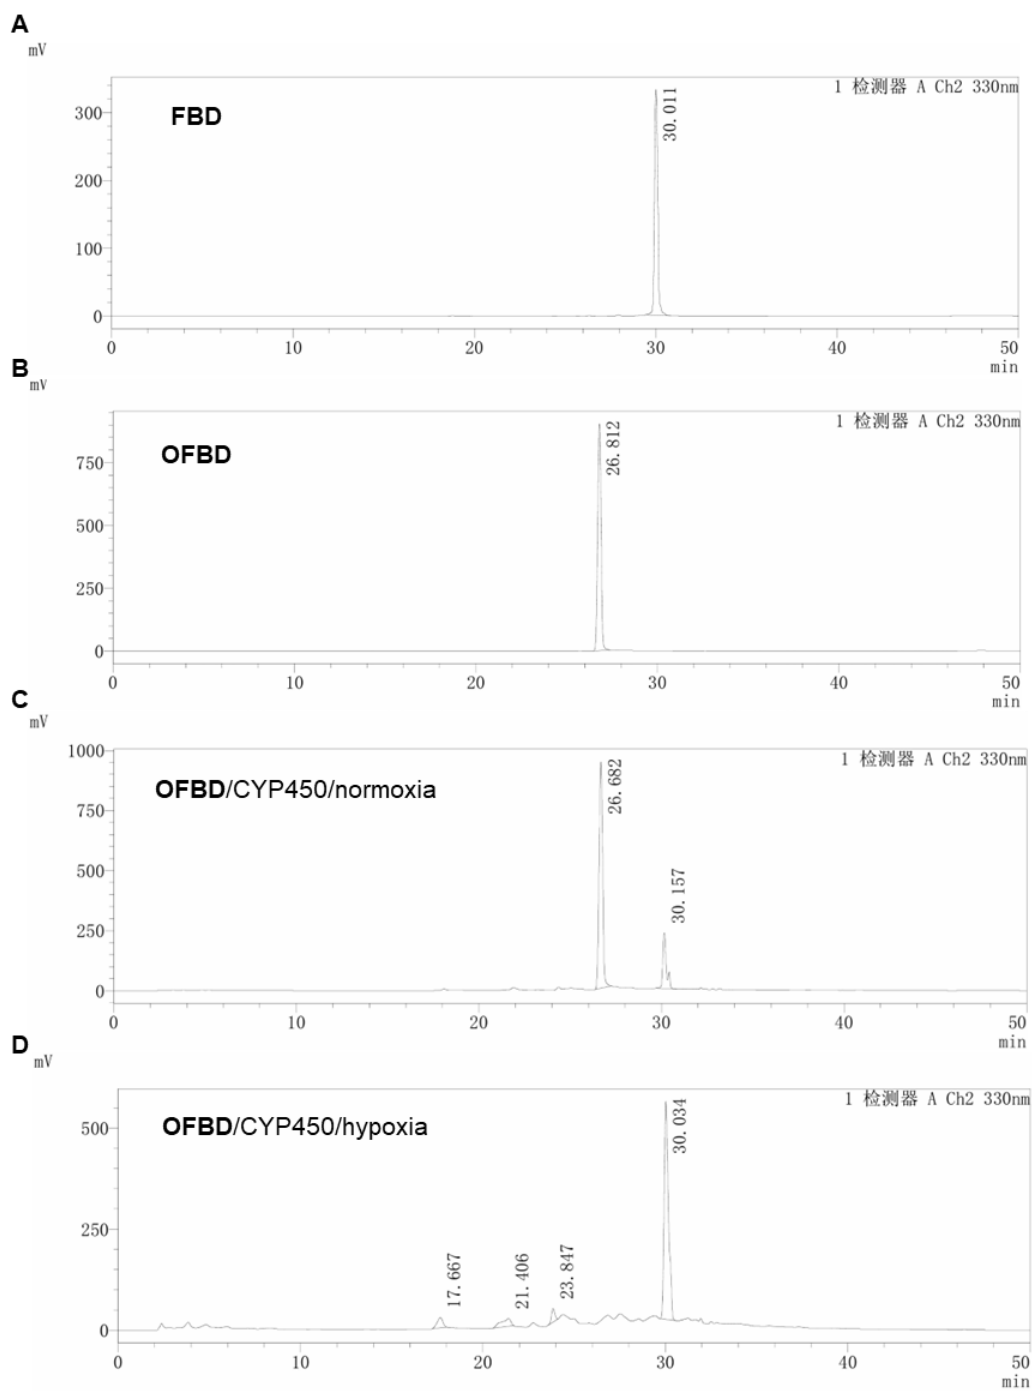 A
mV
1 检测器 A Ch2 330nm
FBD
30.011
300
200
100
0
0 10 20 30 40 50
min
B
mV
1 检测器 A Ch2 330nm
OFBD
26.812
750
500
250
0
0 10 20 30 40 50
min
C
mV
1000
1 检测器 A Ch2 330nm
OFBD/CYP450/normoxia
26.682
30.157
750
500
250
0
0 10 20 30 40 50
min
D
mV
1 检测器 A Ch2 330nm
OFBD/CYP450/hypoxia
30.034
500
250
17.667
21.406
23.847
0
0 20 30 40 50
min